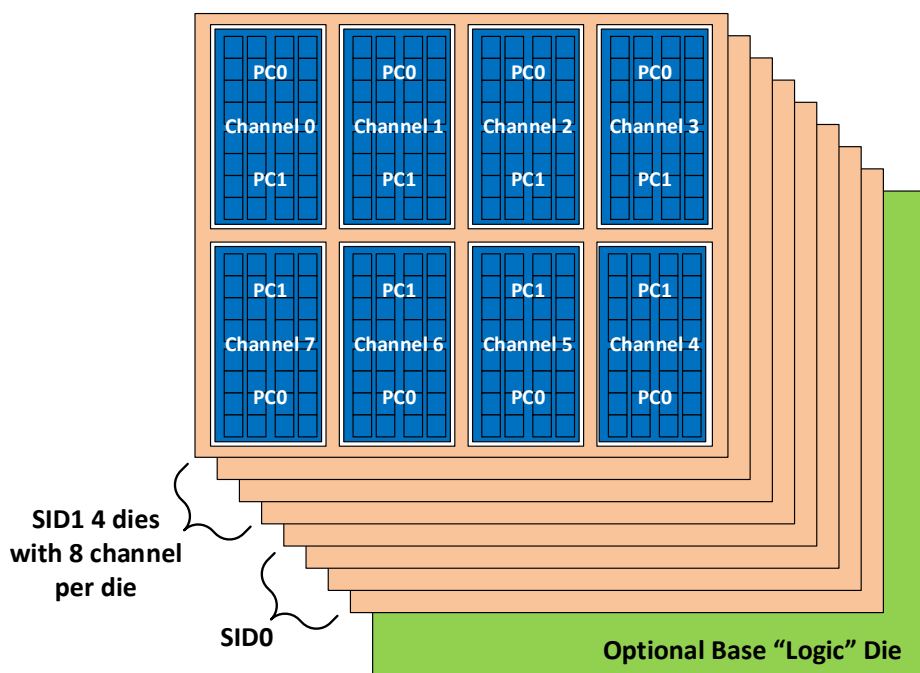 PC0
Channel 0
PC1
PC0
Channel 1
PC1
PC0
Channel 2
PC1
PC0
Channel 3
PC1
PC1
Channel 7
PC0
PC1
Channel 6
PC0
PC1
Channel 5
PC0
PC1
Channel 4
PC0
SID1 4 dies
with 8 channel
per die
SID0
Optional Base “Logic” Die